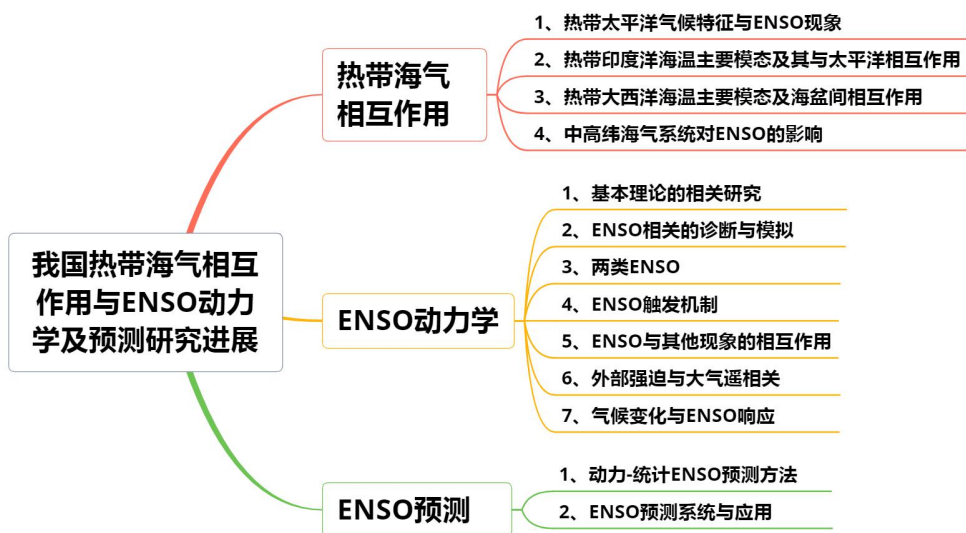 我国热带海气相互
作用与ENSO动力
学及预测研究进展
热带海气
相互作用
1、热带太平洋气候特征与ENSO现象
2、热带印度洋海温主要模态及其与太平洋相互作用
3、热带大西洋海温主要模态及海盆间相互作用
4、中高纬海气系统对ENSO的影响
ENSO动力学
1、基本理论的相关研究
2、ENSO相关的诊断与模拟
3、两类ENSO
4、ENSO触发机制
5、ENSO与其他现象的相互作用
6、外部强迫与大气遥相关
7、气候变化与ENSO响应
ENSO预测
1、动力-统计ENSO预测方法
2、ENSO预测系统与应用